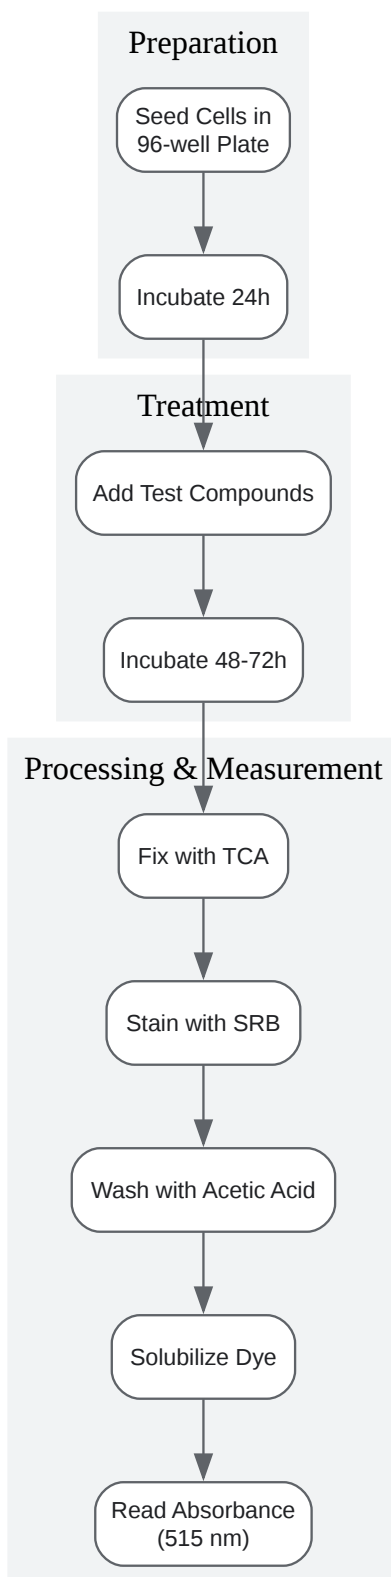 Preparation
Seed Cells in
96-well Plate
Incubate 24h
Treatment
Add Test Compounds
Incubate 48-72h
Processing & Measurement
Fix with TCA
Stain with SRB
Wash with Acetic Acid
Solubilize Dye
Read Absorbance
(515 nm)